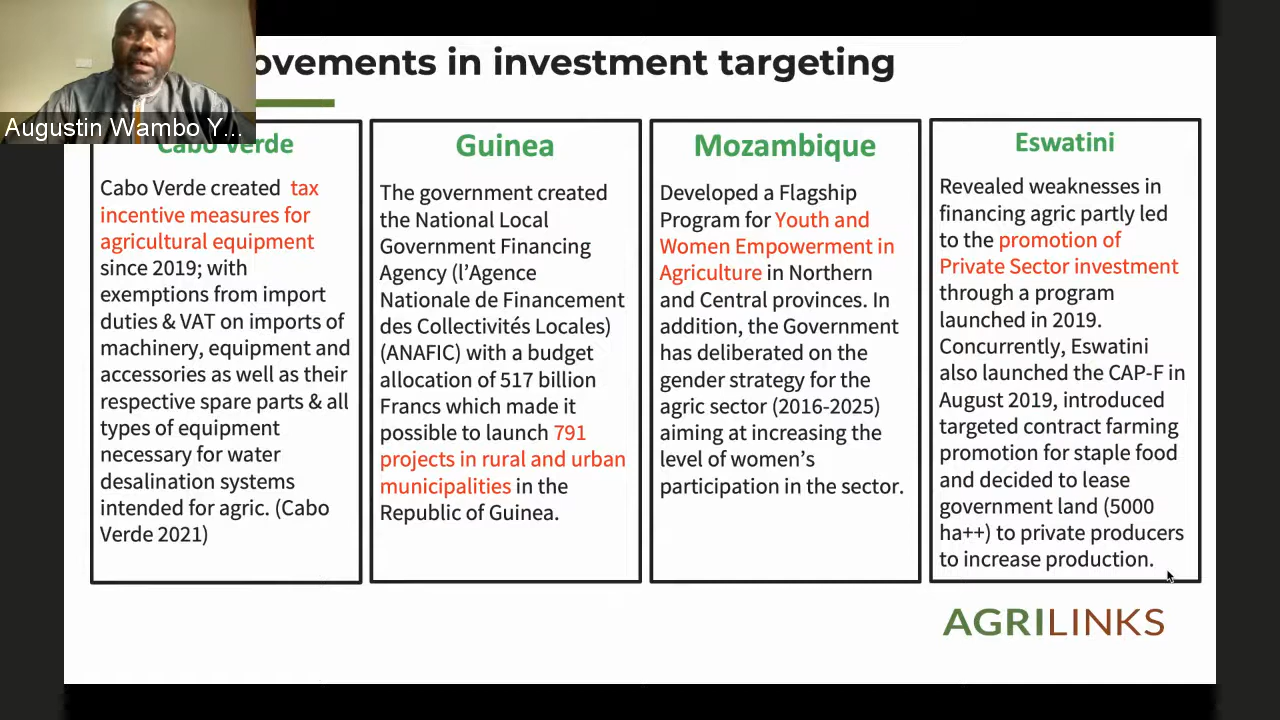 ovements in investment targeting
Augustin Wambo Y...
Cabo Verde
Cabo Verde created tax
incentive measures for
agricultural equipment
since 2019; with
exemptions from import
duties & VAT on imports of
machinery, equipment and
accessories as well as their
respective spare parts & all
types of equipment
necessary for water
desalination systems
intended for agric. (Cabo
Verde 2021)
Guinea
The government created
the National Local
Government Financing
Agency (l’Agence
Nationale de Financement
des Collectivités Locales)
(ANAFIC) with a budget
allocation of 517 billion
Francs which made it
possible to launch 791
projects in rural and urban
municipalities in the
Republic of Guinea.
Mozambique
Developed a Flagship
Program for Youth and
Women Empowerment in
Agriculture in Northern
and Central provinces. In
addition, the Government
has deliberated on the
gender strategy for the
agric sector (2016-2025)
aiming at increasing the
level of women’s
participation in the sector.
Eswatini
Revealed weaknesses in
financing agric partly led
to the promotion of
Private Sector investment
through a program
launched in 2019.
Concurrently, Eswatini
also launched the CAP-F in
August 2019, introduced
targeted contract farming
promotion for staple food
and decided to lease
government land (5000
ha++) to private producers
to increase production.
AGRILINKS